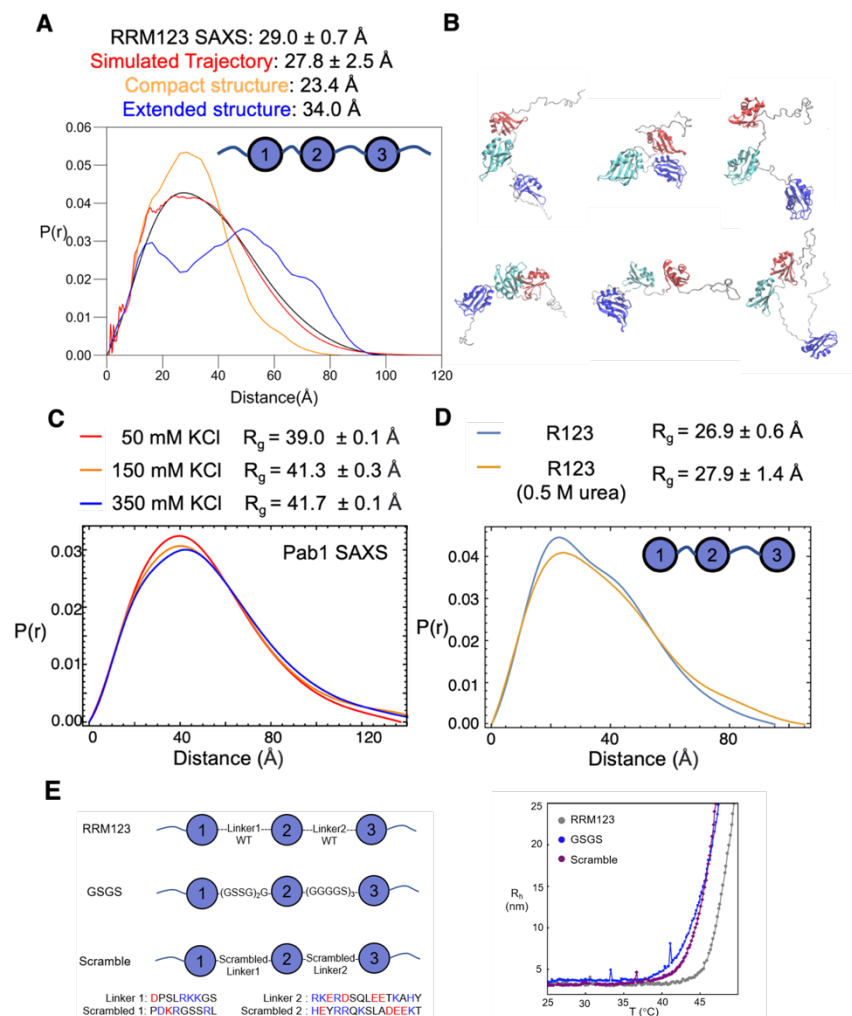 A
RRM123 SAXS: 29.0 ± 0.7 Å
Simulated Trajectory: 27.8 ± 2.5 Å
Compact structure: 23.4 Å
Extended structure: 34.0 Å
0.06
0.05
0.04
P(r)
0.03
0.02
0.01
0.00
0
20
40
60
80
100
120
Distance(Å)
1
2
3
B
C
50 mM KCl Rg = 39.0 ± 0.1 Å
150 mM KCl Rg = 41.3 ± 0.3 Å
350 mM KCl Rg = 41.7 ± 0.1 Å
Pab1 SAXS
0.03
0.02
P(r)
0.01
0.00
0
40
80
120
Distance (Å)
D
R123 Rg = 26.9 ± 0.6 Å
R123 Rg = 27.9 ± 1.4 Å
(0.5 M urea)
1
2
3
0.04
0.03
P(r)
0.02
0.01
0.00
0
40
80
Distance (Å)
E
RRM123
1
Linker1
WT
2
Linker2
WT
3
GSGS
1
(GSSG)2G
2
(GGGGS)3
3
Scramble
1
Scrambled
Linker1
2
Scrambled
Linker2
3
Linker 1: DPSLRKKGS
Scrambled 1: PDKRGSSRL
Linker 2 : RKERDSQLEETKAHY
Scrambled 2 : HEYRRQKSLADEEKT
25
20
15
Rh
(nm)
10
5
25
30
35
40
45
T (°C)
RRM123
GSGS
Scramble